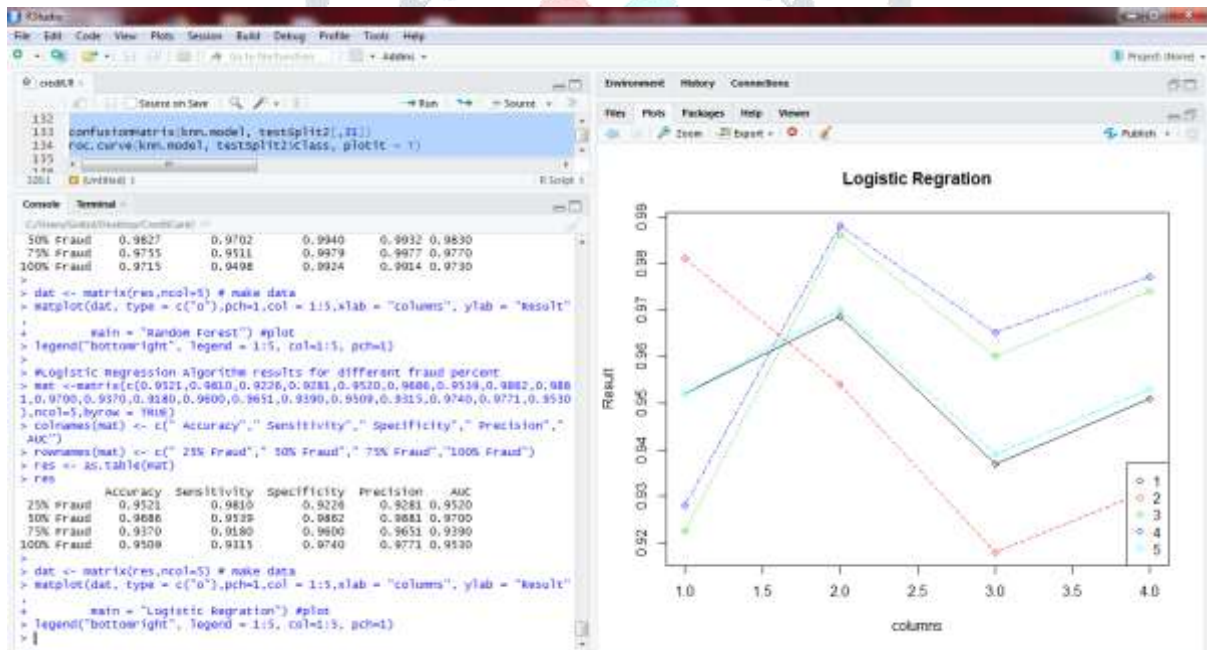 RStudio
File Edit Code View Plots Session Build Debug Profile Tools Help
Go to file/function
Addins
Project: (None)
credit.R
Source on Save
Run
Source
132
133 confusionmatrix(knn.model, testSplit2[,31])
134 roc.curve(knn.model, testSplit2$class, plotit = T)
135
(Untitled)
R Script
Console Terminal
50% Fraud 0.9827 0.9702 0.9940 0.9932 0.9830
75% Fraud 0.9755 0.9511 0.9979 0.9977 0.9770
100% Fraud 0.9715 0.9498 0.9924 0.9914 0.9730
>
> dat <- matrix(res,ncol=5) # make data
> matplot(dat, type = c("o"),pch=1,col = 1:5,xlab = "columns", ylab = "Result"
,
+ main = "Random Forest") #plot
> legend("bottomright", legend = 1:5, col=1:5, pch=1)
>
> #Logistic Regression Algorithm results for different fraud percent
> mat <-matrix(c(0.9521,0.9810,0.9226,0.9281,0.9520,0.9686,0.9539,0.9862,0.988
1,0.9700,0.9370,0.9180,0.9600,0.9651,0.9390,0.9509,0.9315,0.9740,0.9771,0.9530
),ncol=5,byrow = TRUE)
> colnames(mat) <- c(" Accuracy"," Sensitivity"," Specificity"," Precision","
AUC")
> rownames(mat) <- c(" 25% Fraud"," 50% Fraud"," 75% Fraud","100% Fraud")
> res <- as.table(mat)
> res
Accuracy Sensitivity Specificity Precision AUC
25% Fraud 0.9521 0.9810 0.9226 0.9281 0.9520
50% Fraud 0.9686 0.9539 0.9862 0.9881 0.9700
75% Fraud 0.9370 0.9180 0.9600 0.9651 0.9390
100% Fraud 0.9509 0.9315 0.9740 0.9771 0.9530
>
> dat <- matrix(res,ncol=5) # make data
> matplot(dat, type = c("o"),pch=1,col = 1:5,xlab = "columns", ylab = "Result"
,
+ main = "Logistic Regration") #plot
> legend("bottomright", legend = 1:5, col=1:5, pch=1)
>
Environment History Connections
Files Plots Packages Help Viewer
Zoom Export Publish
Logistic Regration
Result
0.99
0.98
0.97
0.96
0.95
0.94
0.93
0.92
1.0 1.5 2.0 2.5 3.0 3.5 4.0
columns
1
2
3
4
5